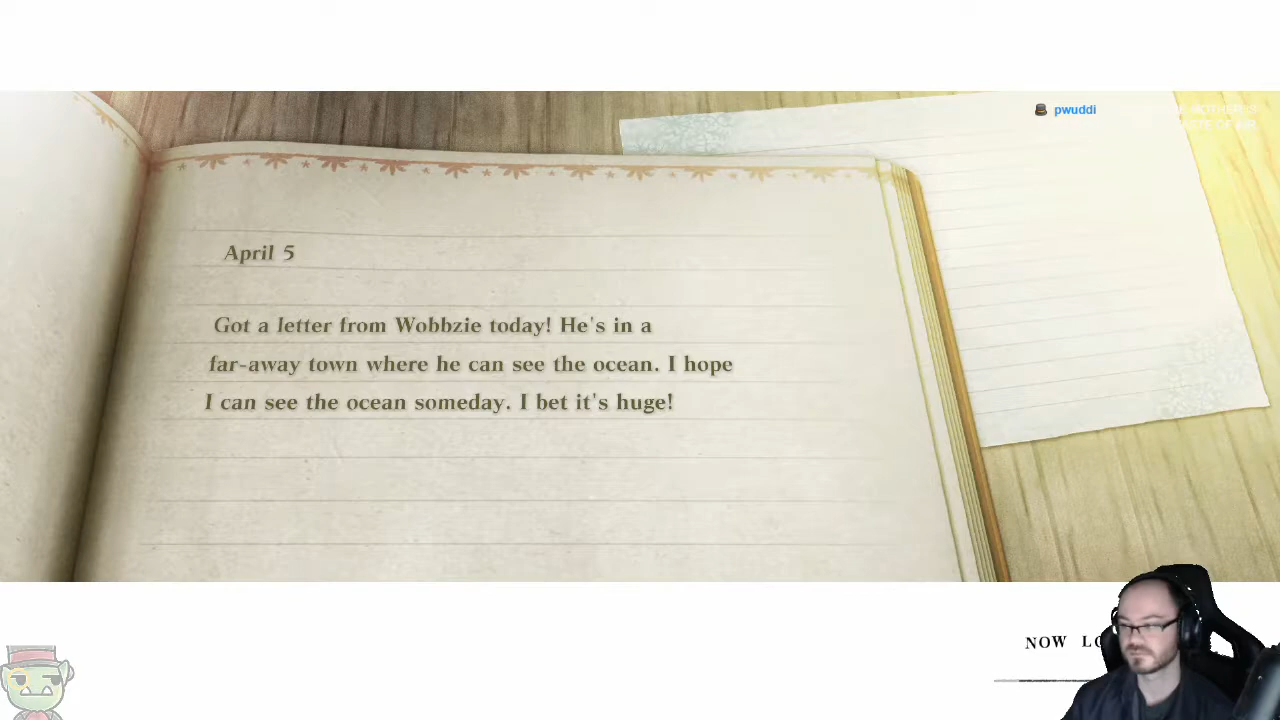 pwuddi
April 5
Got a letter from Wobbzie today! He's in a
far-away town where he can see the ocean. I hope
I can see the ocean someday. I bet it's huge!
NOW